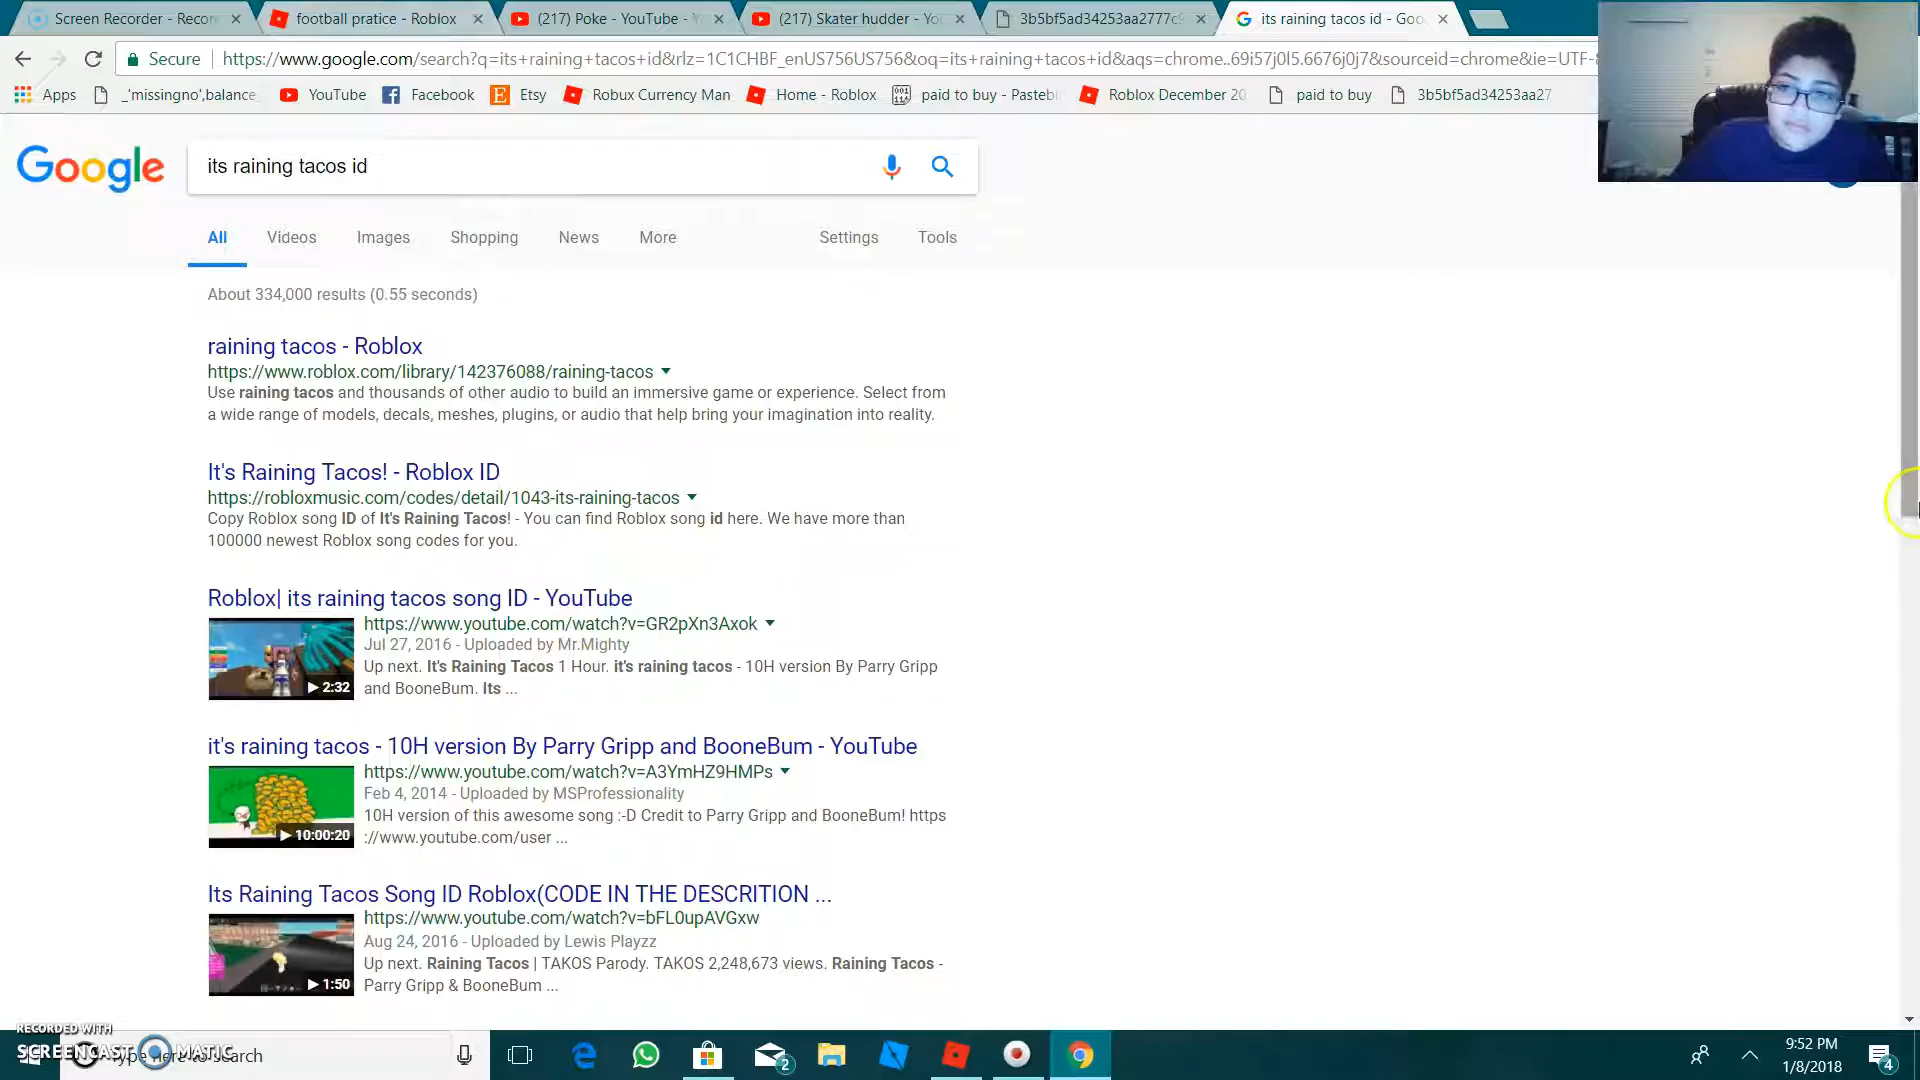 Screen Recorder - Recor
football pratice - Roblox
(217) Poke - YouTube - Y
(217) Skater hudder - Yo
3b5bf5ad34253aa2777c9
its raining tacos id - Goo
Secure
https://www.google.com/search?q=its+raining+tacos+id&rlz=1C1CHBF_enUS756US756&oq=its+raining+tacos+id&aqs=chrome..69i57j0l5.6676j0j7&sourceid=chrome&ie=UTF-8
Apps
_'missingno',balance
YouTube
Facebook
Etsy
Robux Currency Man
Home - Roblox
paid to buy - Pastebi
Roblox December 20
paid to buy
3b5bf5ad34253aa27
Google
its raining tacos id
All Videos Images Shopping News More Settings Tools
About 334,000 results (0.55 seconds)
raining tacos - Roblox
https://www.roblox.com/library/142376088/raining-tacos
Use raining tacos and thousands of other audio to build an immersive game or experience. Select from
a wide range of models, decals, meshes, plugins, or audio that help bring your imagination into reality.
It's Raining Tacos! - Roblox ID
https://robloxmusic.com/codes/detail/1043-its-raining-tacos
Copy Roblox song ID of It's Raining Tacos! - You can find Roblox song id here. We have more than
100000 newest Roblox song codes for you.
Roblox| its raining tacos song ID - YouTube
https://www.youtube.com/watch?v=GR2pXn3Axok
Jul 27, 2016 - Uploaded by Mr.Mighty
Up next. It's Raining Tacos 1 Hour. it's raining tacos - 10H version By Parry Gripp
2:32
and BooneBum. Its ...
it's raining tacos - 10H version By Parry Gripp and BooneBum - YouTube
https://www.youtube.com/watch?v=A3YmHZ9HMPs
Feb 4, 2014 - Uploaded by MSProfessionality
10H version of this awesome song :-D Credit to Parry Gripp and BooneBum! https
10:00:20
://www.youtube.com/user ...
Its Raining Tacos Song ID Roblox(CODE IN THE DESCRITION ...
https://www.youtube.com/watch?v=bFL0upAVGxw
Aug 24, 2016 - Uploaded by Lewis Playzz
Up next. Raining Tacos | TAKOS Parody. TAKOS 2,248,673 views. Raining Tacos -
1:50
Parry Gripp & BooneBum ...
RECORDED WITH
SCREENCAST MATIC
Type here to search
2
9:52 PM
1/8/2018
4